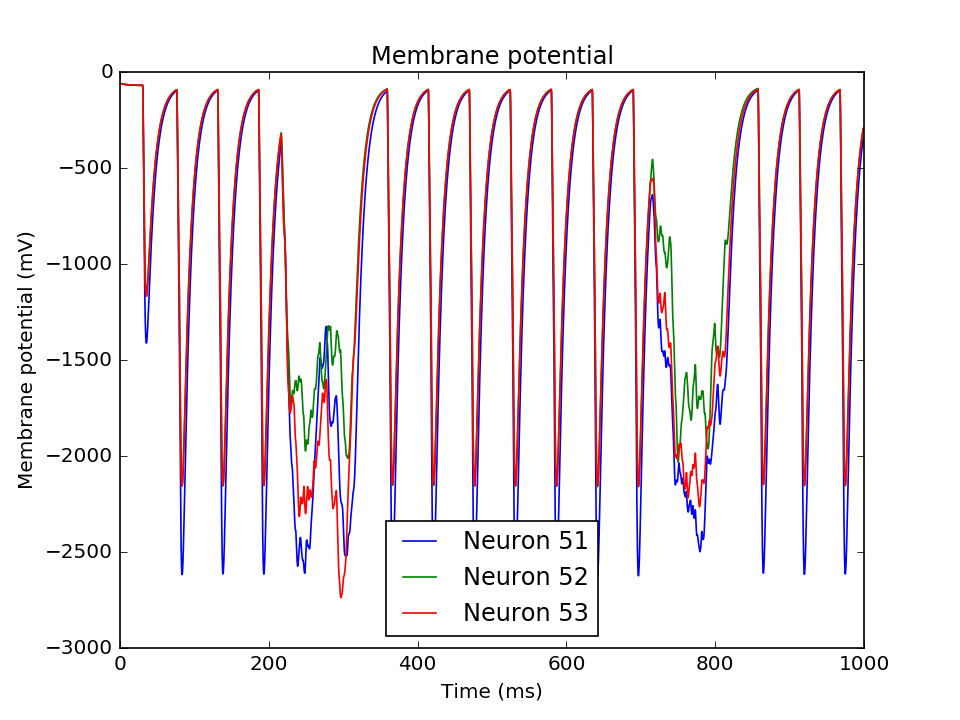 Membrane potential
0
−500
−1000
−1500
−2000
−2500
−3000
Membrane potential (mV)
Neuron 51
Neuron 52
Neuron 53
0 200 400 600 800 1000
Time (ms)